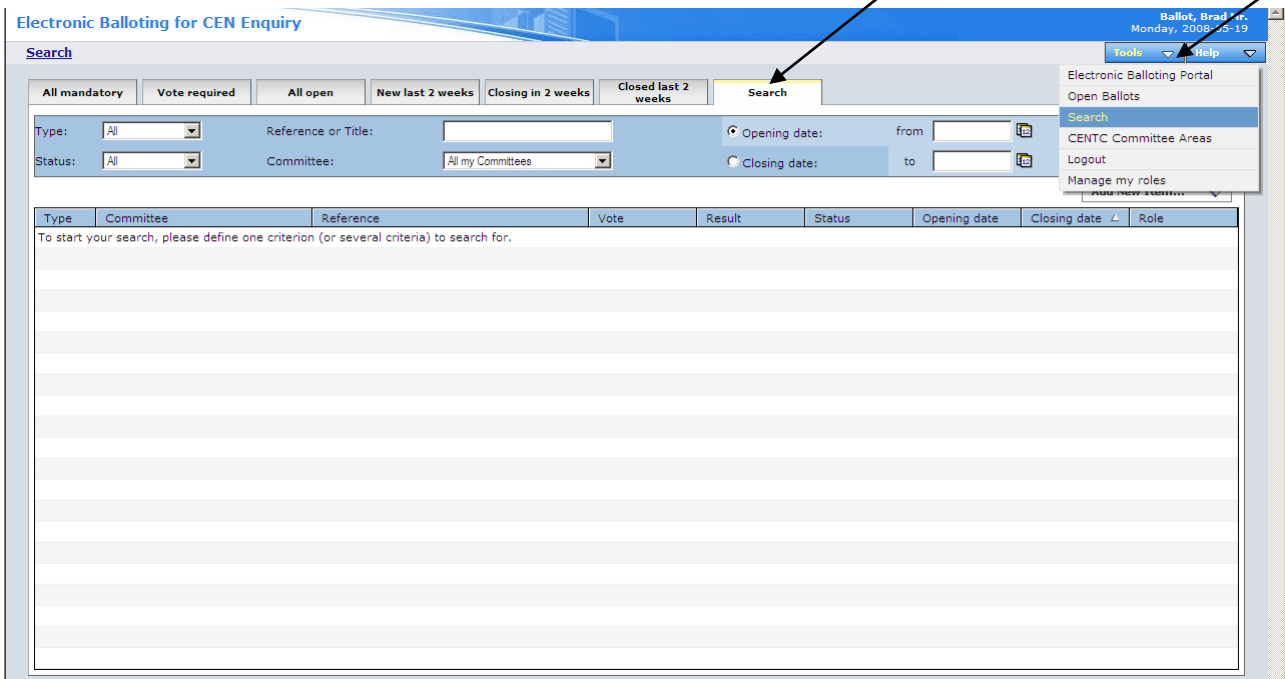 Electronic Balloting for CEN Enquiry
Ballot, Brad Mr.
Monday, 2008-05-19
Search
Tools Help
Electronic Balloting Portal
Open Ballots
Search
CENTC Committee Areas
Logout
Manage my roles
All mandatory Vote required All open New last 2 weeks Closing in 2 weeks Closed last 2 weeks Search
Type: All Reference or Title: Opening date: from
Status: All Committee: All my Committees Closing date: to
Add New Item...
Type Committee Reference Vote Result Status Opening date Closing date Role
To start your search, please define one criterion (or several criteria) to search for.